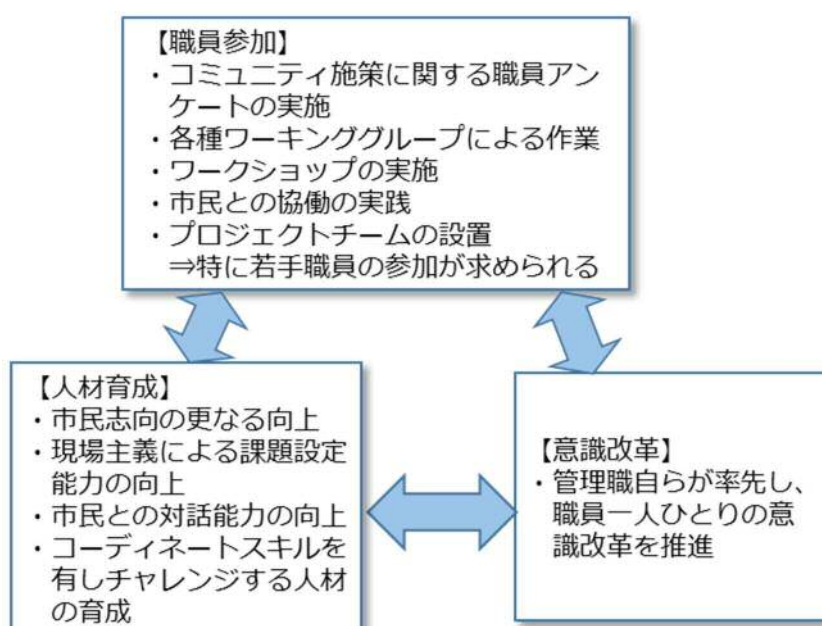 【職員参加】
・コミュニティ施策に関する職員アン
ケートの実施
・各種ワーキンググループによる作業
・ワークショップの実施
・市民との協働の実践
・プロジェクトチームの設置
⇒特に若手職員の参加が求められる
【人材育成】
・市民志向の更なる向上
・現場主義による課題設定
能力の向上
・市民との対話能力の向上
・コーディネートスキルを
有しチャレンジする人材
の育成
【意識改革】
・管理職自らが率先し、
職員一人ひとりの意
識改革を推進